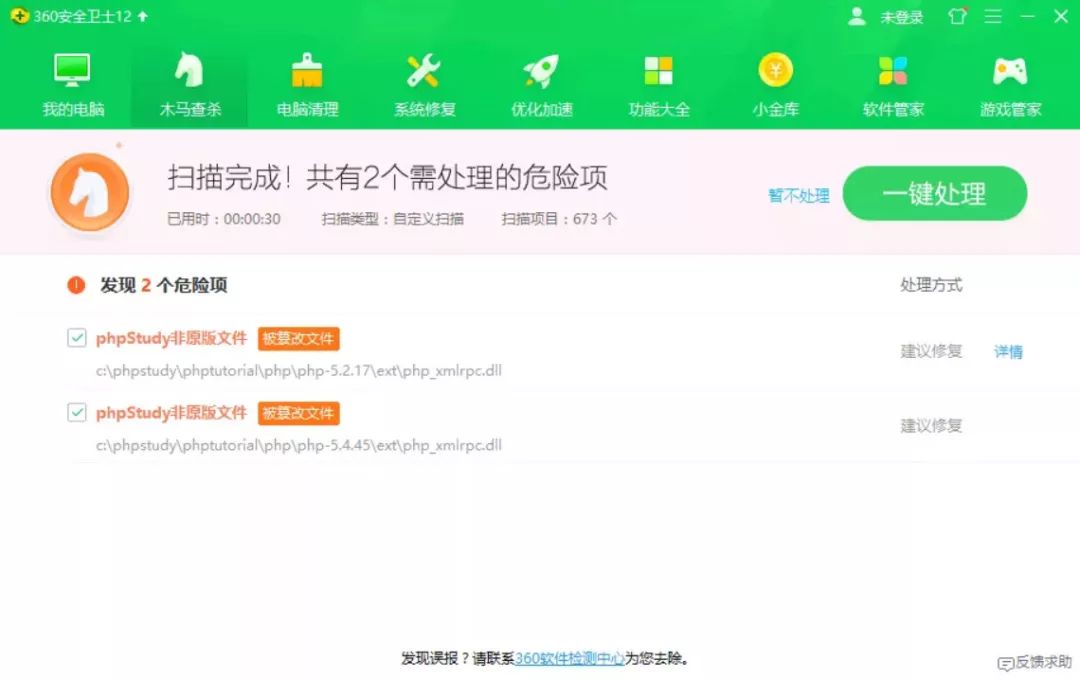 360安全卫士12
未登录
我的电脑 木马查杀 电脑清理 系统修复 优化加速 功能大全 小金库 软件管家 游戏管家
扫描完成！共有2个需处理的危险项
已用时：00:00:30 扫描类型：自定义扫描 扫描项目：673 个
暂不处理 一键处理
发现 2 个危险项 处理方式
phpStudy非原版文件 被篡改文件
c:\phpstudy\phptutorial\php\php-5.2.17\ext\php_xmlrpc.dll
建议修复 详情
phpStudy非原版文件 被篡改文件
c:\phpstudy\phptutorial\php\php-5.4.45\ext\php_xmlrpc.dll
建议修复
发现误报？请联系360软件检测中心为您去除。
反馈求助